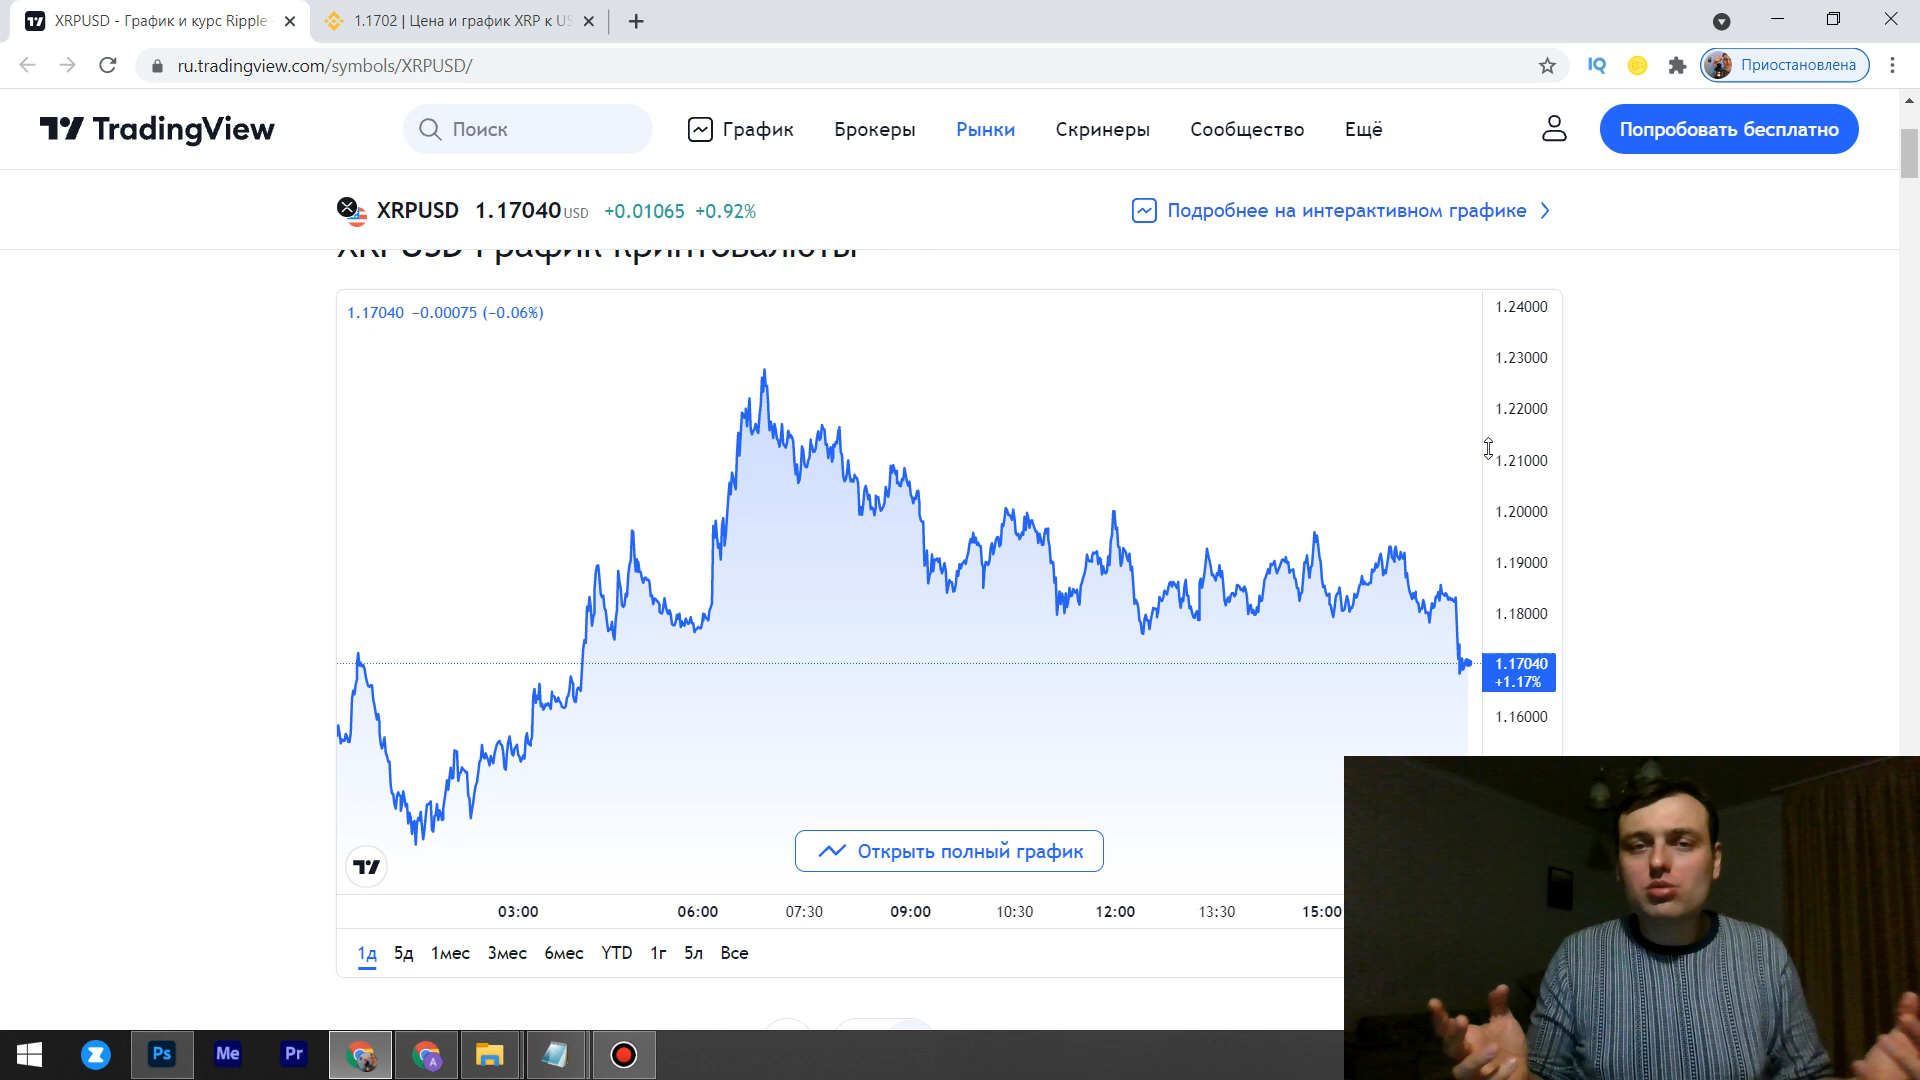 XRPUSD - График и курс Ripple
1.1702 | Цена и график XRP к US
ru.tradingview.com/symbols/XRPUSD/
IQ
Приостановлена
TradingView
Поиск
График
Брокеры
Рынки
Скринеры
Сообщество
Ещё
Попробовать бесплатно
XRPUSD 1.17040 USD +0.01065 +0.92%
Подробнее на интерактивном графике
XRPUSD График криптовалюты
1.17040 −0.00075 (−0.06%)
1.24000
1.23000
1.22000
1.21000
1.20000
1.19000
1.18000
1.17040
+1.17%
1.16000
Открыть полный график
03:00 06:00 07:30 09:00 10:30 12:00 13:30 15:00
1д 5д 1мес 3мес 6мес YTD 1г 5л Все
Ps Me Pr A